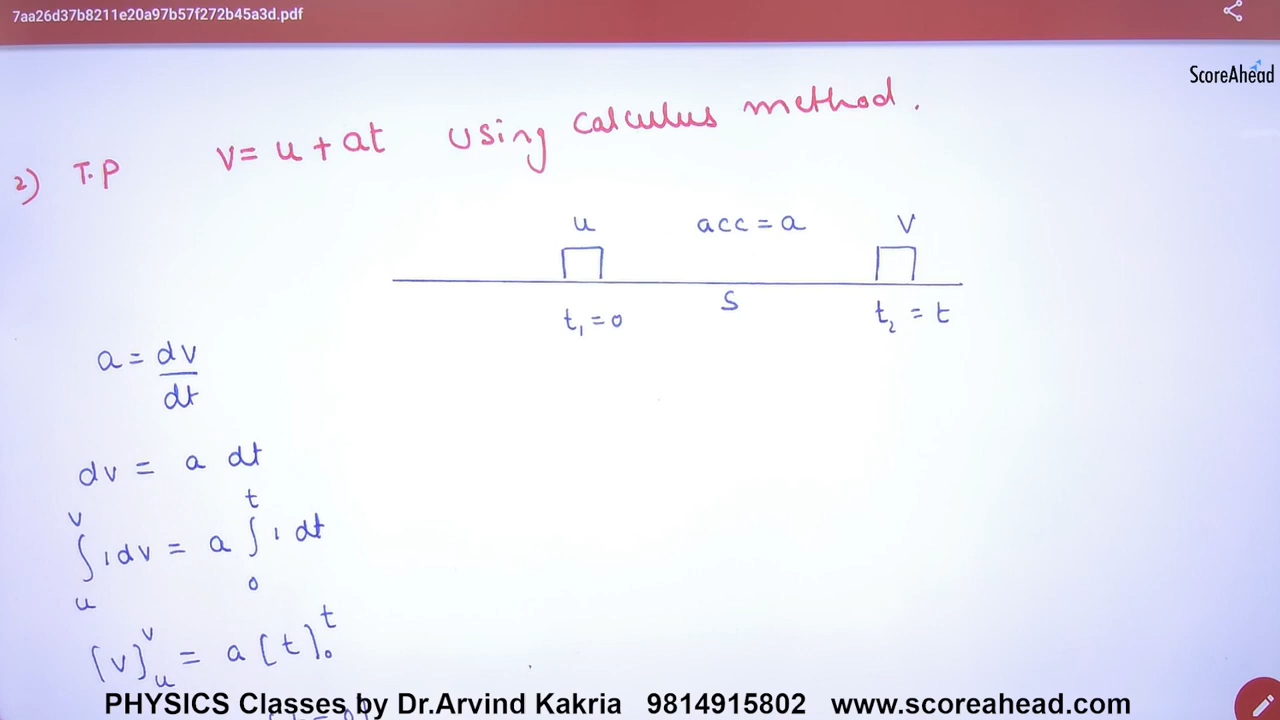 7aa26d37b8211e20a97b57f272b45a3d.pdf
ScoreAhead
2) T.P v = u + at using calculus method.
u acc = a v
t₁ = 0 S t₂ = t
a = dv/dt
dv = a dt
∫ᵤᵛ 1 dv = a ∫₀ᵗ 1 dt
[v]ᵤᵛ = a [t]₀ᵗ
PHYSICS Classes by Dr.Arvind Kakria 9814915802 www.scoreahead.com